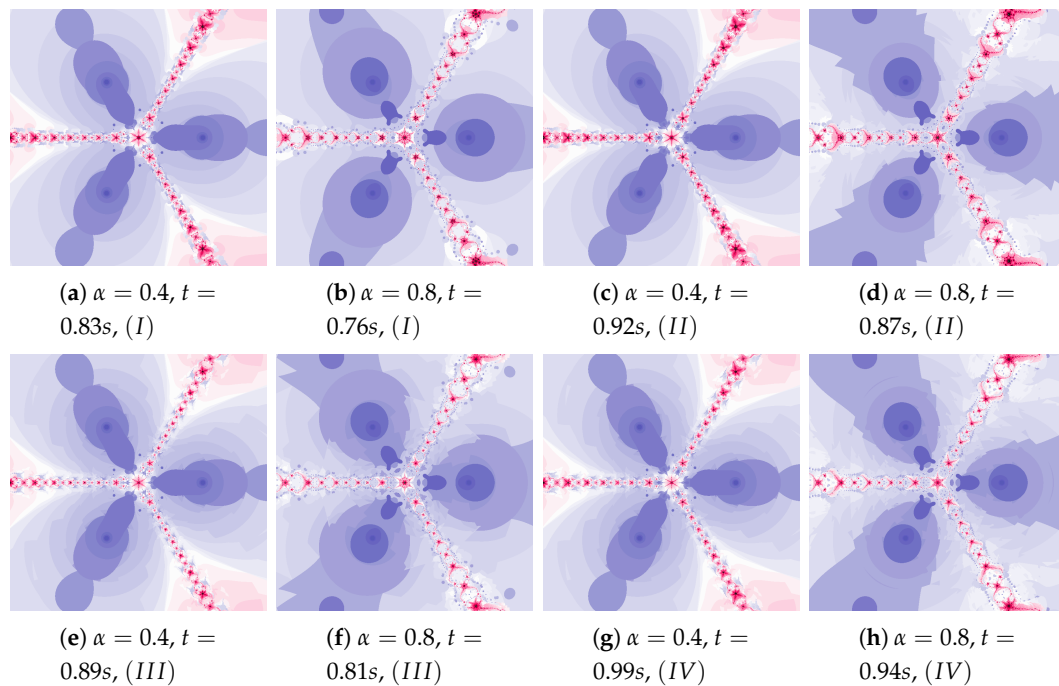 (a) α = 0.4, t =
0.83s, (I)
(b) α = 0.8, t =
0.76s, (I)
(c) α = 0.4, t =
0.92s, (II)
(d) α = 0.8, t =
0.87s, (II)
(e) α = 0.4, t =
0.89s, (III)
(f) α = 0.8, t =
0.81s, (III)
(g) α = 0.4, t =
0.99s, (IV)
(h) α = 0.8, t =
0.94s, (IV)